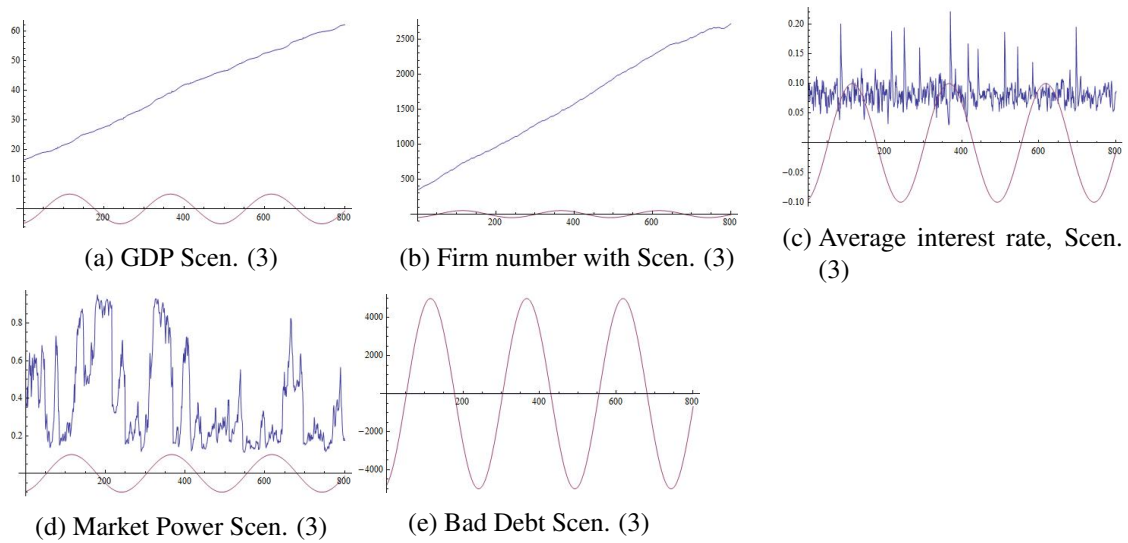 60
50
40
30
20
10
200 400 600 800
(a) GDP Scen. (3)
2500
2000
1500
1000
500
200 400 600 800
(b) Firm number with Scen. (3)
0.20
0.15
0.10
0.05
200 400 600 800
−0.05
−0.10
(c) Average interest rate, Scen.
(3)
0.8
0.6
0.4
0.2
200 400 600 800
(d) Market Power Scen. (3)
4000
2000
200 400 600 800
−2000
−4000
(e) Bad Debt Scen. (3)